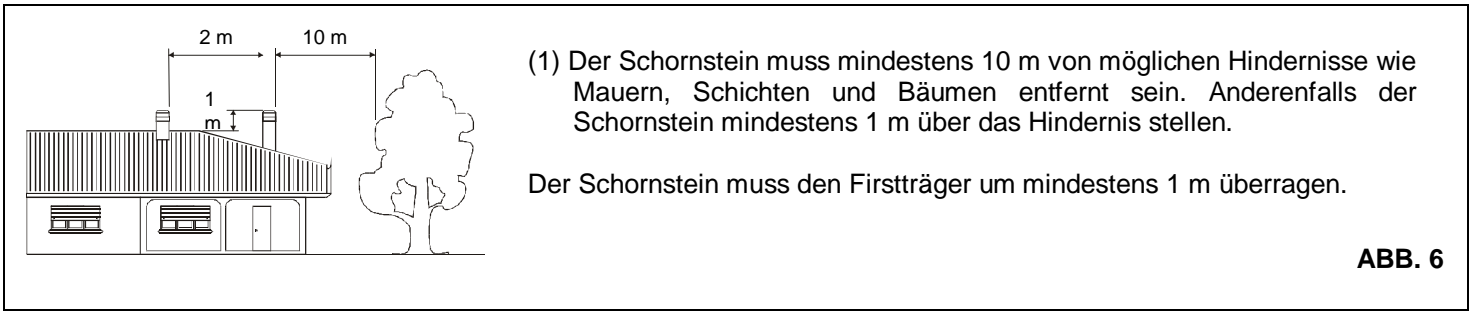 2 m
10 m
1
m
(1) Der Schornstein muss mindestens 10 m von möglichen Hindernisse wie
Mauern, Schichten und Bäumen entfernt sein. Anderenfalls der
Schornstein mindestens 1 m über das Hindernis stellen.
Der Schornstein muss den Firstträger um mindestens 1 m überragen.
ABB. 6